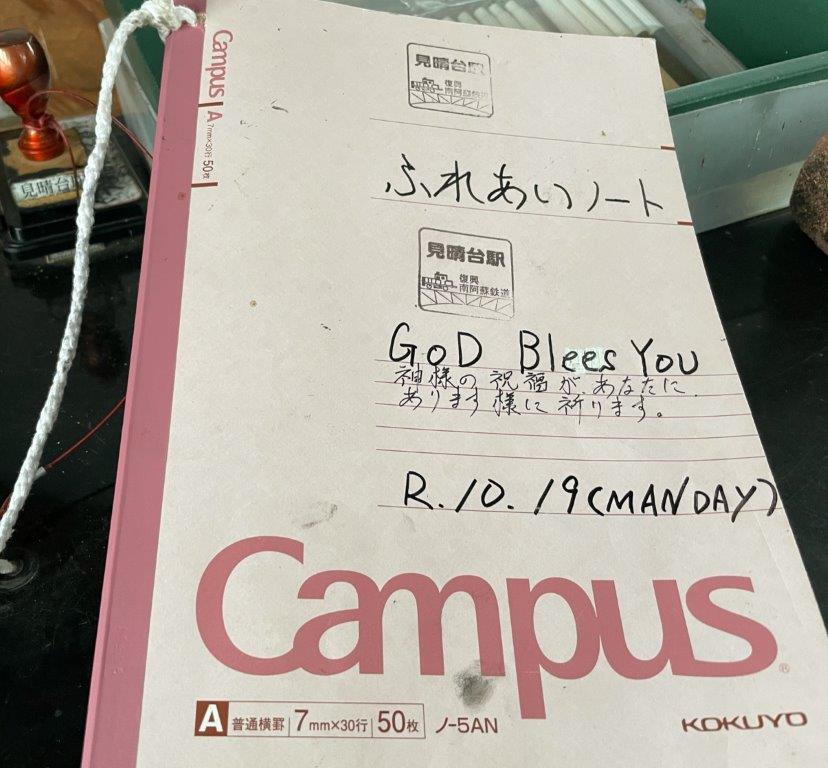 Campus A 7mm×30行 50枚
見晴台駅
復興
南阿蘇鉄道
ふれあいノート
見晴台駅
見晴台駅
復興
南阿蘇鉄道
GOD Blees YOU
神様の祝福があなたに
あります様に祈ります。
R.10.19(MANDAY)
Campus
A 普通横罫 7mm×30行 50枚 ノ-5AN
KOKUYO